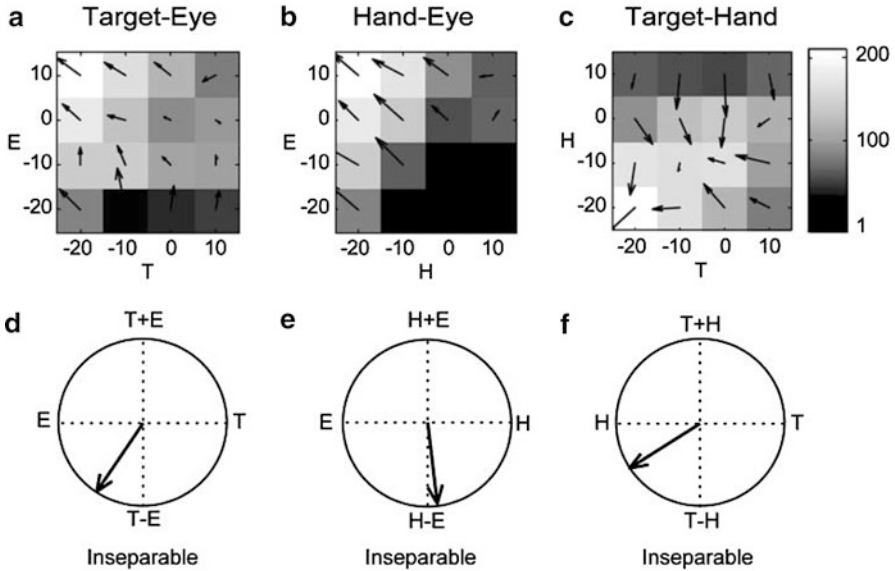 a Target-Eye
b Hand-Eye
c Target-Hand
E
10
0
-10
-20
-20 -10 0 10
T
E
10
0
-10
-20
-20 -10 0 10
H
H
10
0
-10
-20
-20 -10 0 10
T
200
100
1
d
T+E
E
T
T-E
Inseparable
e
H+E
E
H
H-E
Inseparable
f
T+H
H
T
T-H
Inseparable